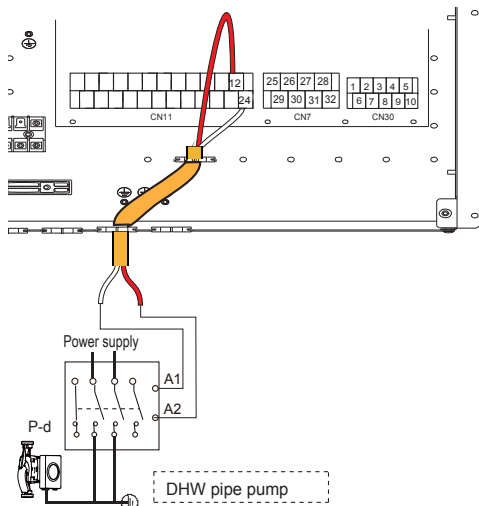 12
25 26 27 28
1 2 3 4 5
24
29 30 31 32
6 7 8 9 10
CN11
CN7
CN30
Power supply
A1
A2
P-d
DHW pipe pump